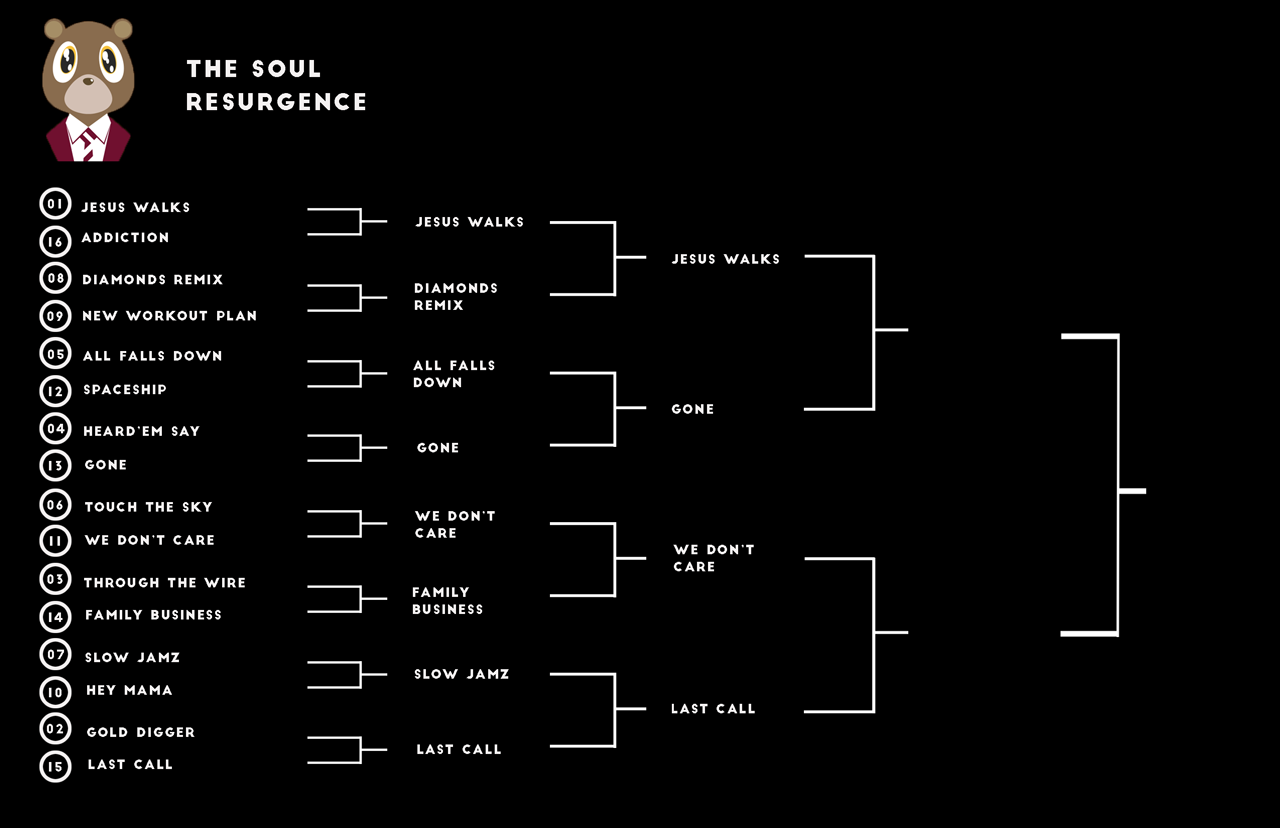 THE SOUL
RESURGENCE
01 JESUS WALKS
16 ADDICTION
08 DIAMONDS REMIX
09 NEW WORKOUT PLAN
05 ALL FALLS DOWN
12 SPACESHIP
04 HEARD'EM SAY
13 GONE
06 TOUCH THE SKY
11 WE DON'T CARE
03 THROUGH THE WIRE
14 FAMILY BUSINESS
07 SLOW JAMZ
10 HEY MAMA
02 GOLD DIGGER
15 LAST CALL
JESUS WALKS
DIAMONDS
REMIX
ALL FALLS
DOWN
GONE
WE DON'T
CARE
FAMILY
BUSINESS
SLOW JAMZ
LAST CALL
JESUS WALKS
GONE
WE DON'T
CARE
LAST CALL